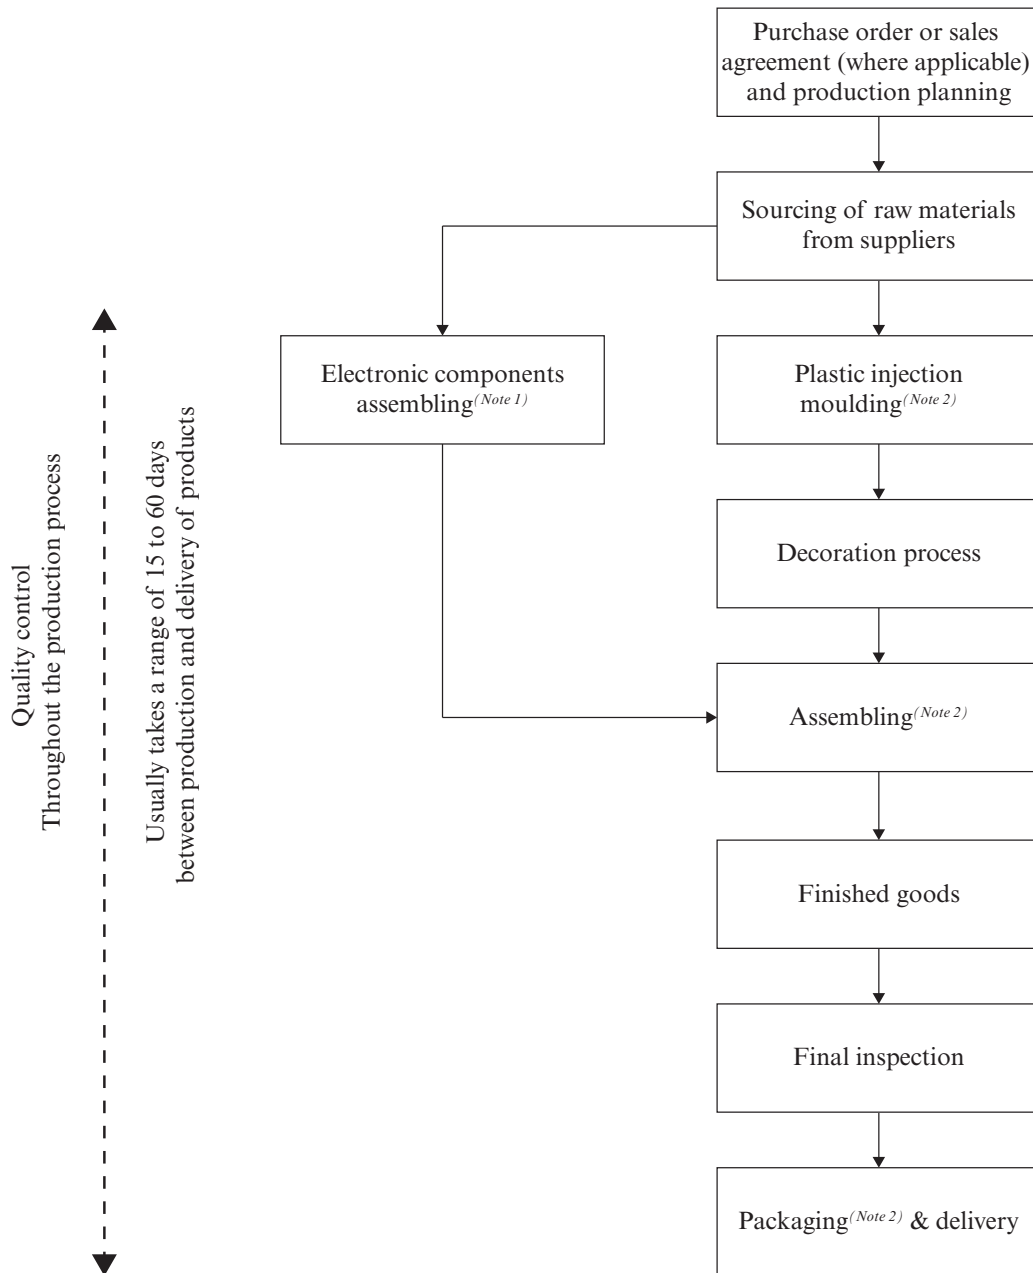 Purchase order or sales
agreement (where applicable)
and production planning
Sourcing of raw materials
from suppliers
Electronic components
assembling(Note 1)
Plastic injection
moulding(Note 2)
Decoration process
Assembling(Note 2)
Finished goods
Final inspection
Packaging(Note 2) & delivery
Quality control
Throughout the production process
Usually takes a range of 15 to 60 days
between production and delivery of products